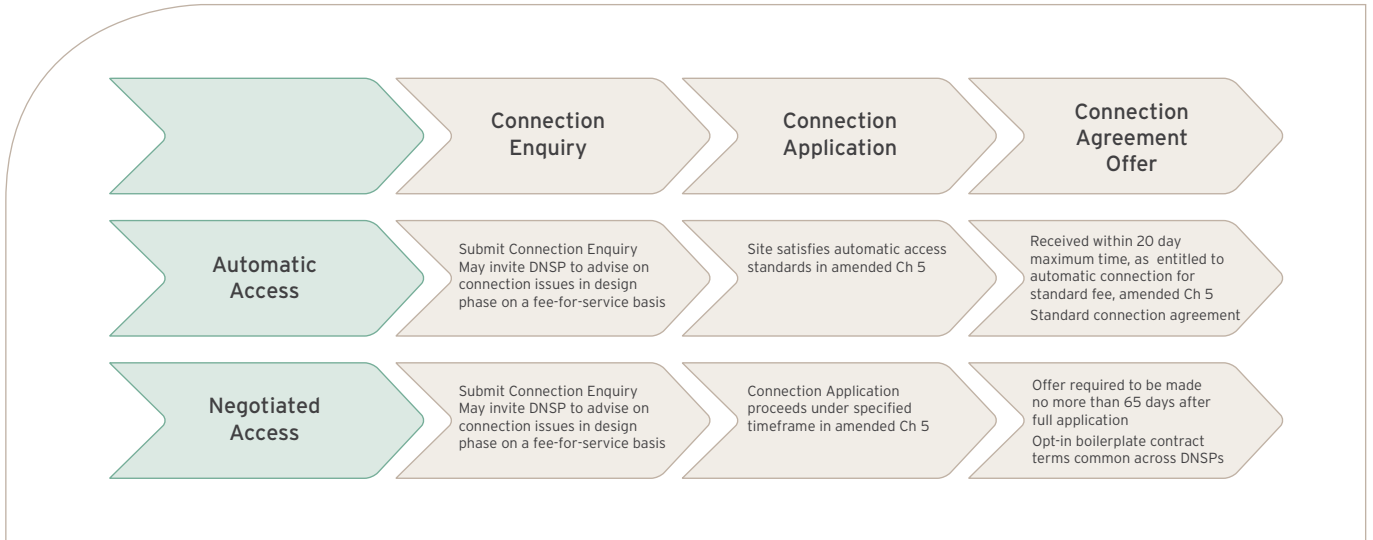 Connection
Enquiry
Connection
Application
Connection
Agreement
Offer
Automatic
Access
Submit Connection Enquiry
May invite DNSP to advise on
connection issues in design
phase on a fee-for-service basis
Site satisfies automatic access
standards in amended Ch 5
Received within 20 day
maximum time, as entitled to
automatic connection for
standard fee, amended Ch 5
Standard connection agreement
Negotiated
Access
Submit Connection Enquiry
May invite DNSP to advise on
connection issues in design
phase on a fee-for-service basis
Connection Application
proceeds under specified
timeframe in amended Ch 5
Offer required to be made
no more than 65 days after
full application
Opt-in boilerplate contract
terms common across DNSPs